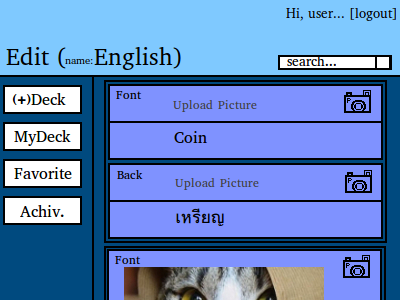 Hi, user... [logout]
Edit (name:English)
search...
(+)Deck
MyDeck
Favorite
Achiv.
Font
Upload Picture
Coin
Back
Upload Picture
เหรียญ
Font